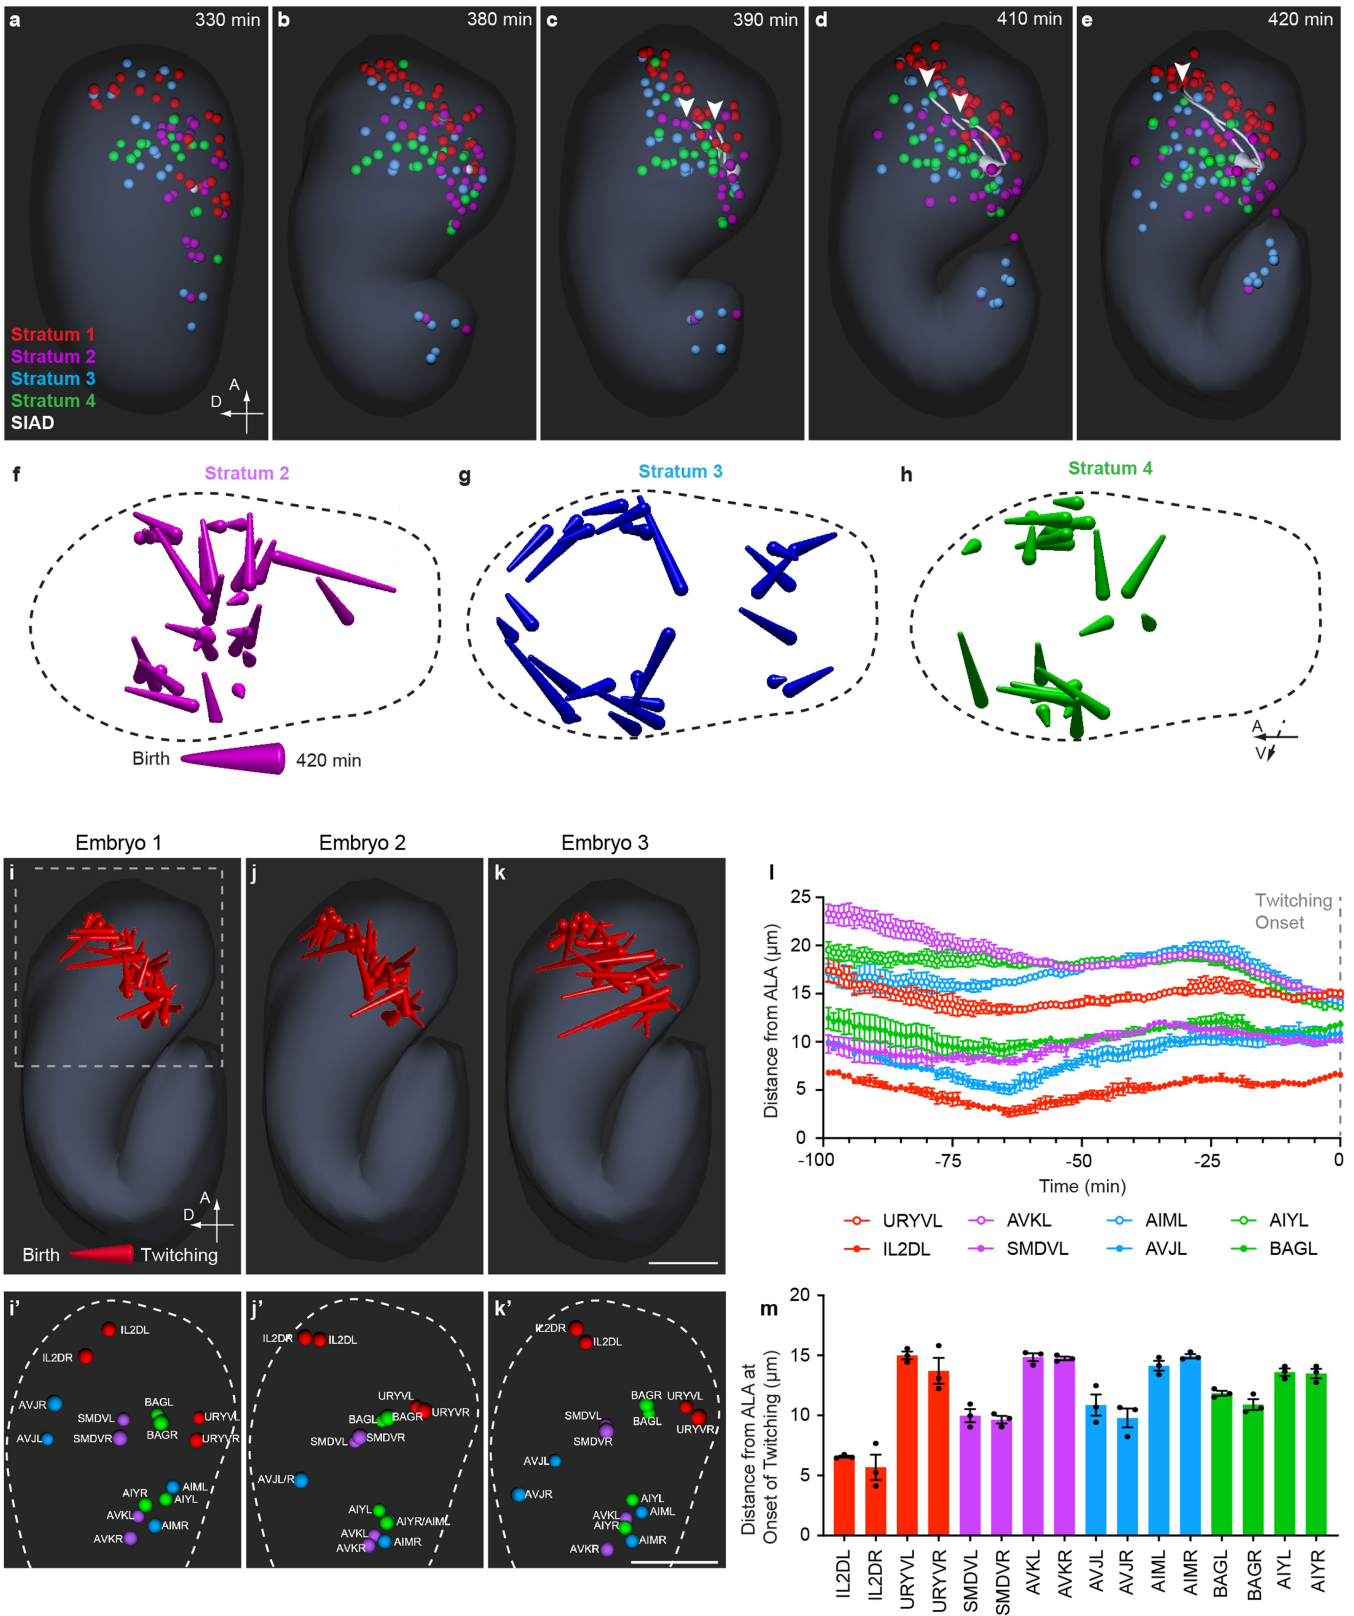 a 330 min
b 380 min
c 390 min
d 410 min
e 420 min
Stratum 1
Stratum 2
Stratum 3
Stratum 4
SIAD
A
D
f Stratum 2
g Stratum 3
h Stratum 4
Birth 420 min
A
V
Embryo 1 Embryo 2 Embryo 3
i
j
k
A
D
Birth Twitching
l
Twitching
Onset
Distance from ALA (µm)
25
20
15
10
5
0
-100 -75 -50 -25 0
Time (min)
URYVL AVKL AIML AIYL
IL2DL SMDVL AVJL BAGL
i’
IL2DL
IL2DR
AVJR
AVJL
SMDVL
SMDVR
BAGL
BAGR
URYVL
URYVR
AIML
AIYR
AIYL
AVKL
AIMR
AVKR
j’
IL2DR IL2DL
URYVL
URYVR
BAGL BAGR
SMDVL SMDVR
AVJL/R
AIYL
AIYR/AIML
AVKL
AVKR
AIMR
k’
IL2DR
IL2DL
BAGR URYVL
BAGL
URYVR
SMDVL
SMDVR
AVJL
AVJR
AIYL
AVKL AIML
AIYR
AIMR
AVKR
m
Distance from ALA at
Onset of Twitching (µm)
20
15
10
5
0
IL2DL
IL2DR
URYVL
URYVR
SMDVL
SMDVR
AVKL
AVKR
AVJL
AVJR
AIML
AIMR
BAGL
BAGR
AIYL
AIYR